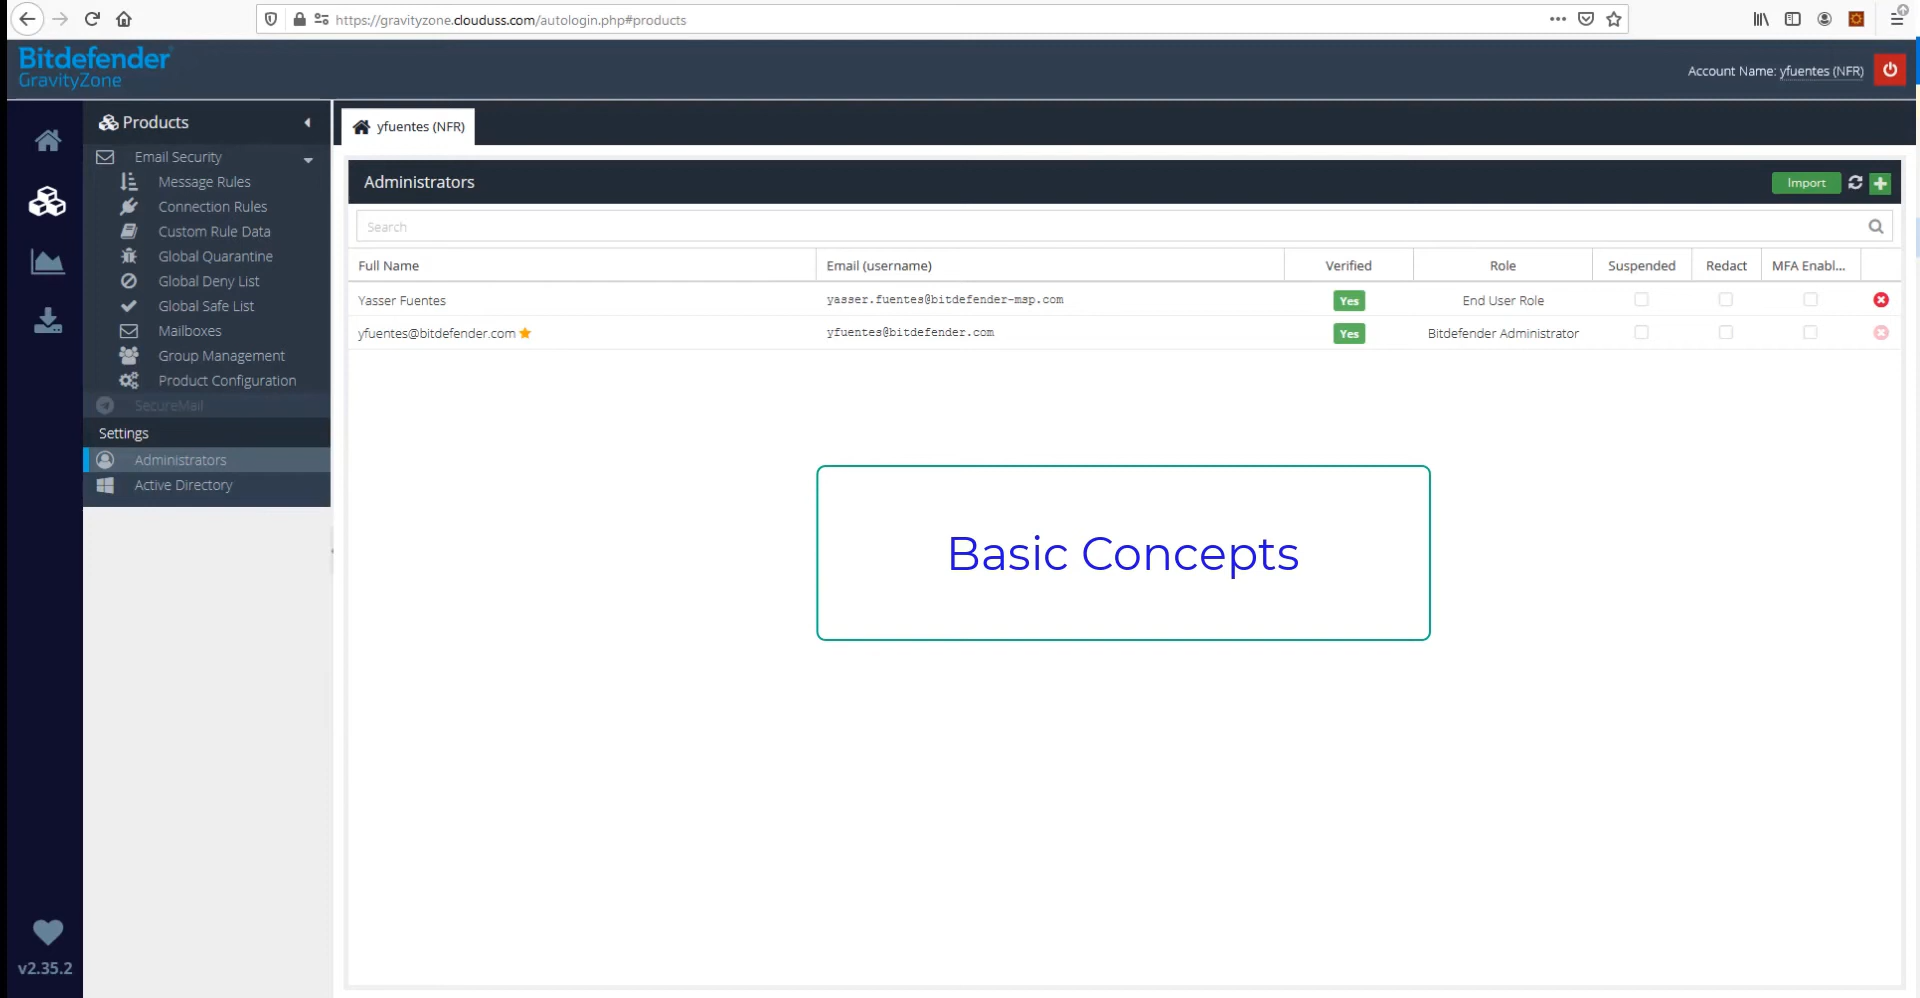 https://gravityzone.clouduss.com/autologin.php#products
Bitdefender
GravityZone
Account Name: yfuentes (NFR)
Products
yfuentes (NFR)
Email Security
Message Rules
Connection Rules
Custom Rule Data
Global Quarantine
Global Deny List
Global Safe List
Mailboxes
Group Management
Product Configuration
SecureMail
Settings
Administrators
Active Directory
v2.35.2
Administrators
Import
Search
Full Name Email (username) Verified Role Suspended Redact MFA Enabl...
Yasser Fuentes yasser.fuentes@bitdefender-msp.com Yes End User Role
yfuentes@bitdefender.com yfuentes@bitdefender.com Yes Bitdefender Administrator
Basic Concepts